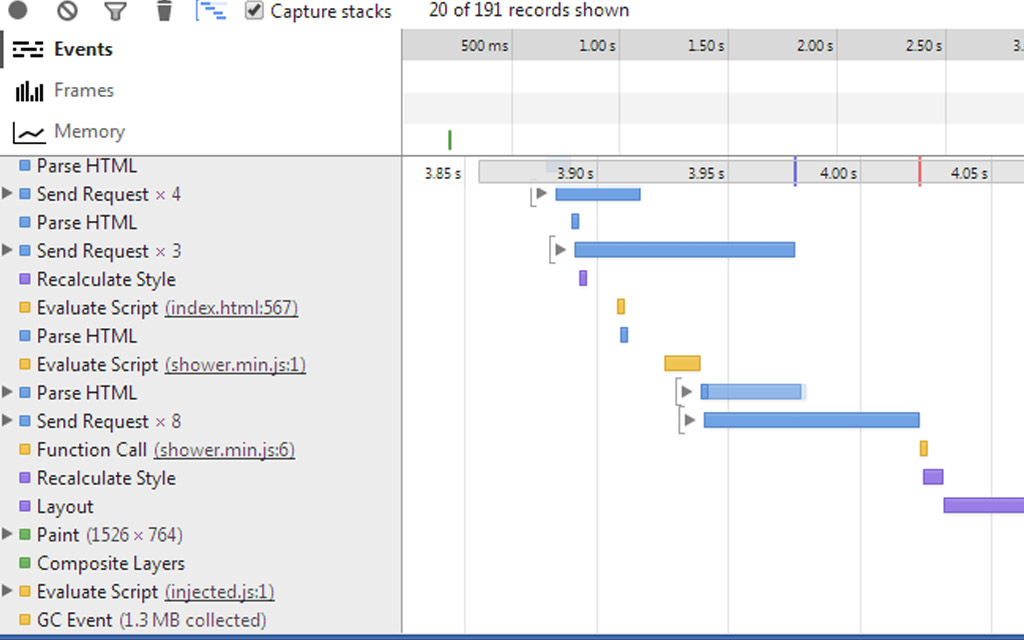 Capture stacks 20 of 191 records shown
Events
500 ms 1.00 s 1.50 s 2.00 s 2.50 s 3.
Frames
Memory
Parse HTML
3.85 s 3.90 s 3.95 s 4.00 s 4.05 s
Send Request × 4
Parse HTML
Send Request × 3
Recalculate Style
Evaluate Script (index.html:567)
Parse HTML
Evaluate Script (shower.min.js:1)
Parse HTML
Send Request × 8
Function Call (shower.min.js:6)
Recalculate Style
Layout
Paint (1526 × 764)
Composite Layers
Evaluate Script (injected.js:1)
GC Event (1.3 MB collected)